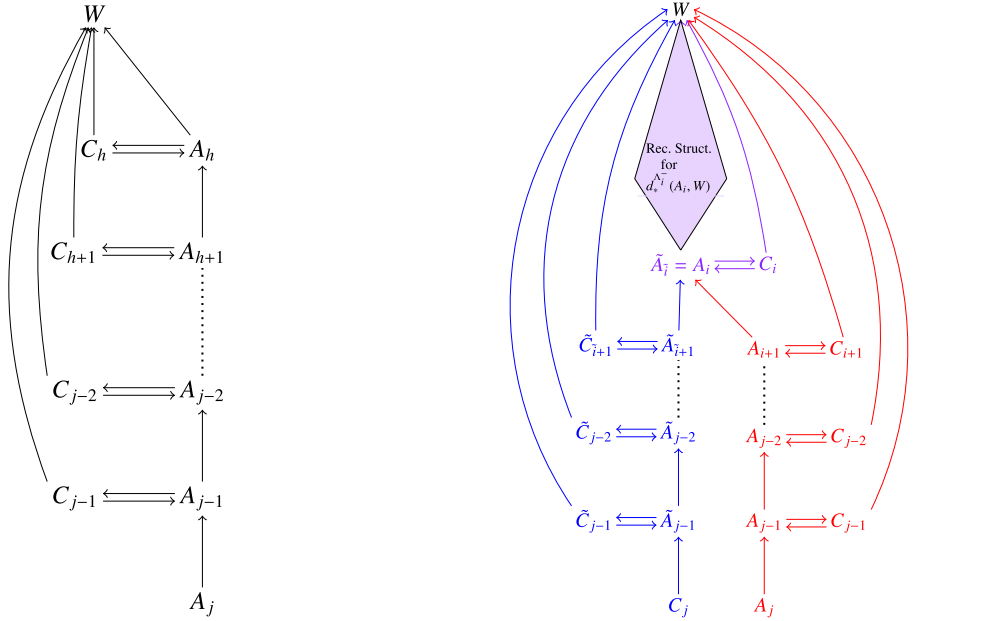 W
C_h A_h
C_{h+1} A_{h+1}
C_{j-2} A_{j-2}
C_{j-1} A_{j-1}
A_j
W
Rec. Struct.
for
d_*^{Λ_i^-}(A_i, W)
Ã_ĩ = A_i C_i
C̃_{ĩ+1} Ã_{ĩ+1} A_{i+1} C_{i+1}
C̃_{j-2} Ã_{j-2} A_{j-2} C_{j-2}
C̃_{j-1} Ã_{j-1} A_{j-1} C_{j-1}
C_j A_j